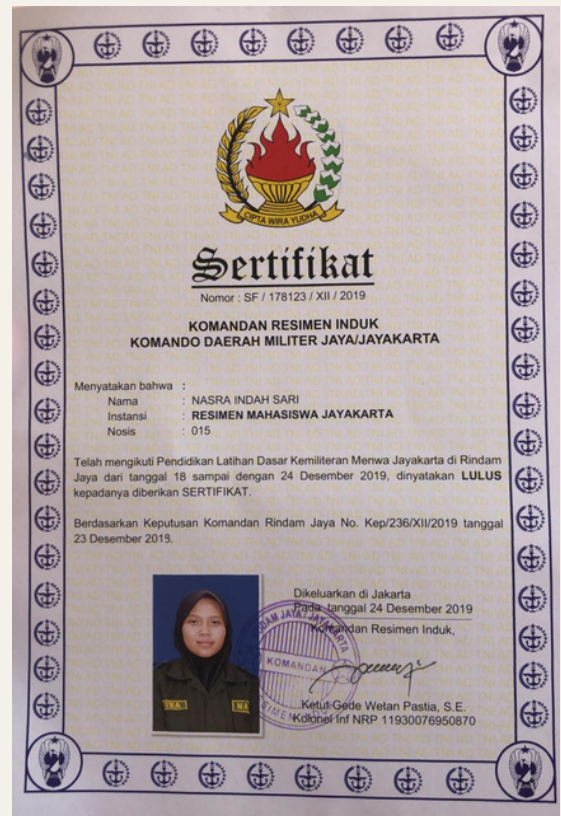 CIPTA WIRA YUDHA
Sertifikat
Nomor : SF / 178123 / XII / 2019
KOMANDAN RESIMEN INDUK
KOMANDO DAERAH MILITER JAYA/JAYAKARTA
Menyatakan bahwa :
Nama : NASRA INDAH SARI
Instansi : RESIMEN MAHASISWA JAYAKARTA
Nosis : 015
Telah mengikuti Pendidikan Latihan Dasar Kemiliteran Menwa Jayakarta di Rindam
Jaya dari tanggal 18 sampai dengan 24 Desember 2019, dinyatakan LULUS
kepadanya diberikan SERTIFIKAT.
Berdasarkan Keputusan Komandan Rindam Jaya No. Kep/236/XII/2019 tanggal
23 Desember 2019.
Dikeluarkan di Jakarta
Pada tanggal 24 Desember 2019
Komandan Resimen Induk,
KOMANDAN
Ketut Gede Wetan Pastia, S.E.
Kolonel Inf NRP 11930076950870